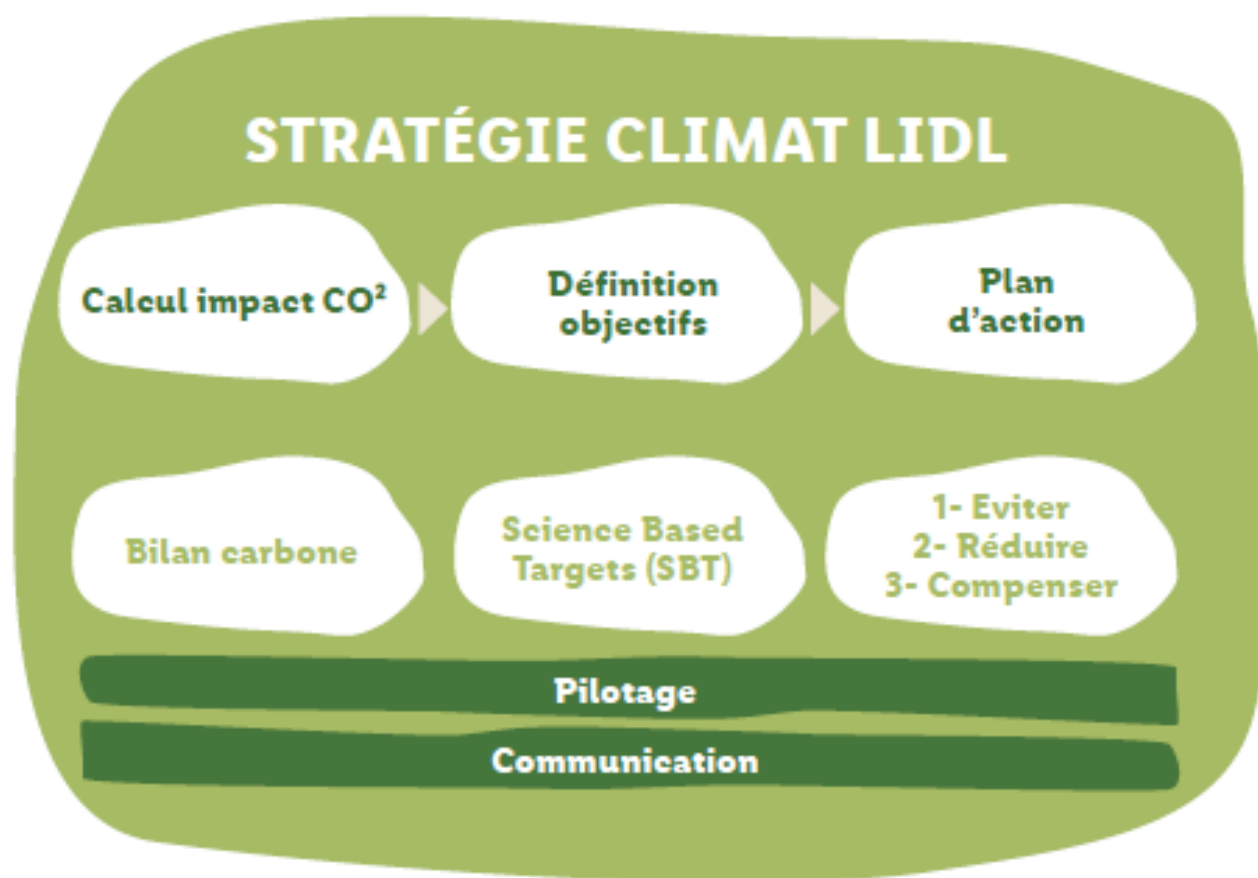 STRATÉGIE CLIMAT LIDL
Calcul impact CO²
Définition
objectifs
Plan
d’action
Bilan carbone
Science Based
Targets (SBT)
1- Eviter
2- Réduire
3- Compenser
Pilotage
Communication